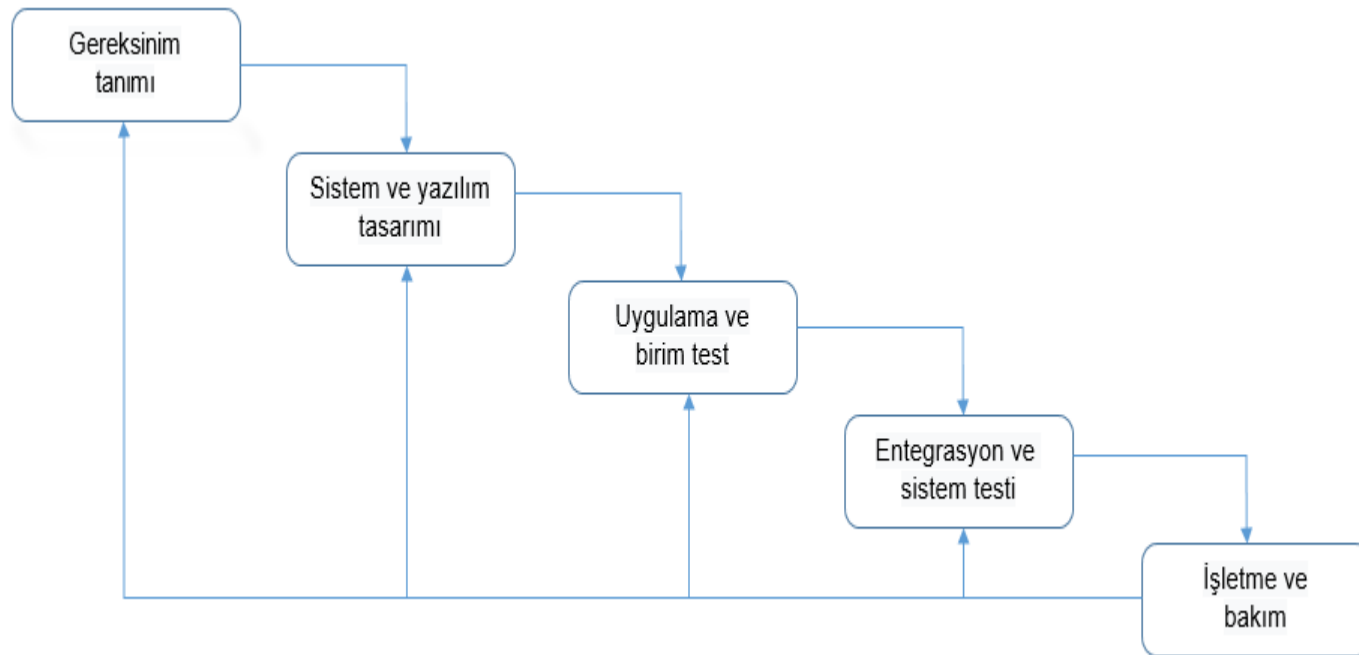 Gereksinim
tanımı
Sistem ve yazılım
tasarımı
Uygulama ve
birim test
Entegrasyon ve
sistem testi
İşletme ve
bakım